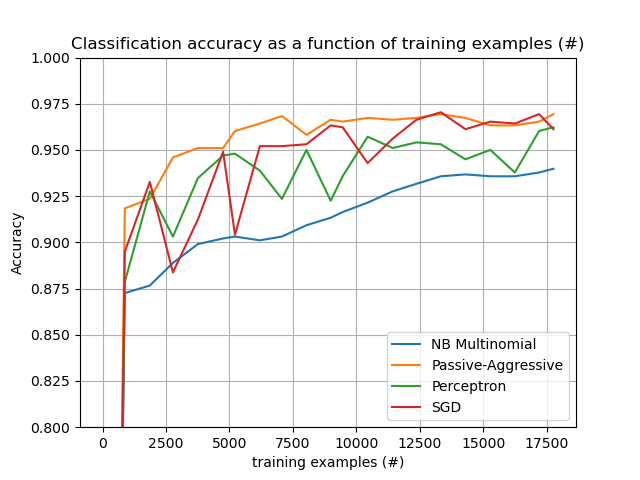 Classification accuracy as a function of training examples (#)
1.000
0.975
0.950
0.925
0.900
0.875
0.850
0.825
0.800
Accuracy
NB Multinomial
Passive-Aggressive
Perceptron
SGD
0 2500 5000 7500 10000 12500 15000 17500
training examples (#)